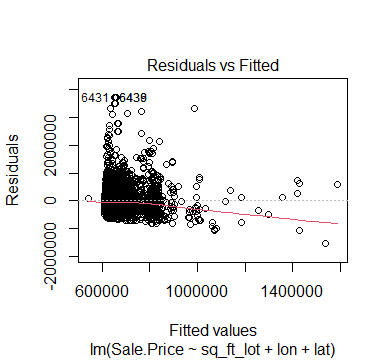 Residuals vs Fitted
6431
6439
Residuals
-2000000
0
2000000
600000 1000000 1400000
Fitted values
lm(Sale.Price ~ sq_ft_lot + lon + lat)